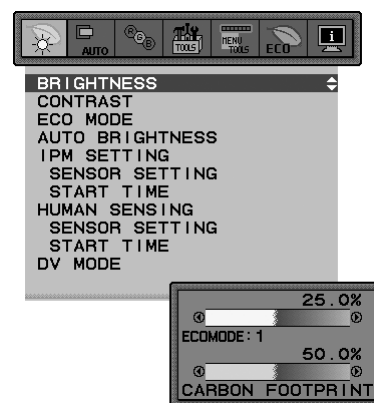 AUTO
R G B
TOOLS
MENU TOOLS
ECO
i
BRIGHTNESS
CONTRAST
ECO MODE
AUTO BRIGHTNESS
IPM SETTING
SENSOR SETTING
START TIME
HUMAN SENSING
SENSOR SETTING
START TIME
DV MODE
25.0%
ECOMODE:1
50.0%
CARBON FOOTPRINT